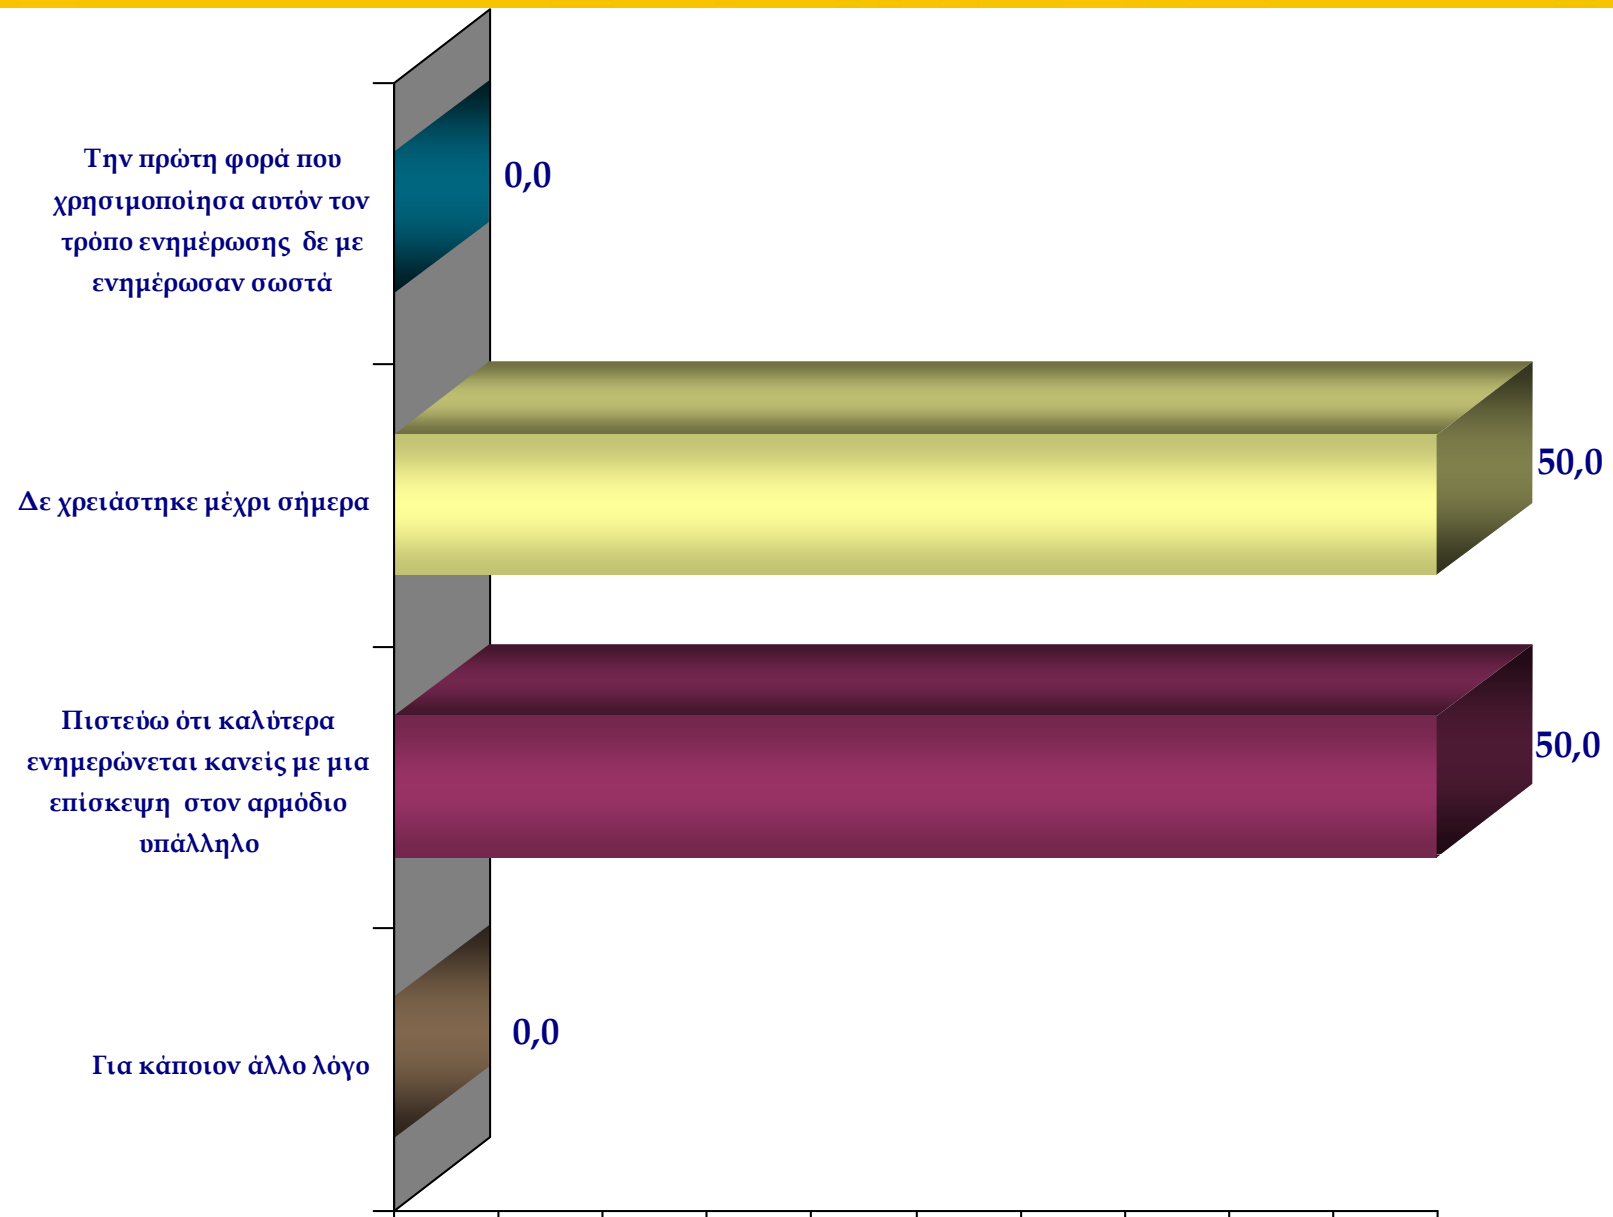 Την πρώτη φορά που
χρησιμοποίησα αυτόν τον
τρόπο ενημέρωσης δε με
ενημέρωσαν σωστά
0,0
Δε χρειάστηκε μέχρι σήμερα
50,0
Πιστεύω ότι καλύτερα
ενημερώνεται κανείς με μια
επίσκεψη στον αρμόδιο
υπάλληλο
50,0
Για κάποιον άλλο λόγο
0,0